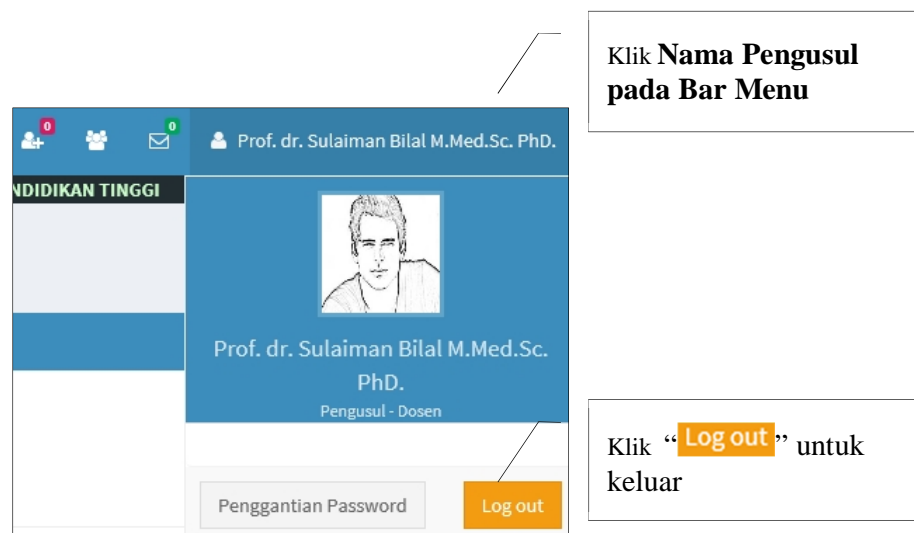 Klik Nama Pengusul
pada Bar Menu
0
0
Prof. dr. Sulaiman Bilal M.Med.Sc. PhD.
NDIDIKAN TINGGI
Prof. dr. Sulaiman Bilal M.Med.Sc.
PhD.
Pengusul - Dosen
Klik “Log out” untuk
keluar
Penggantian Password
Log out